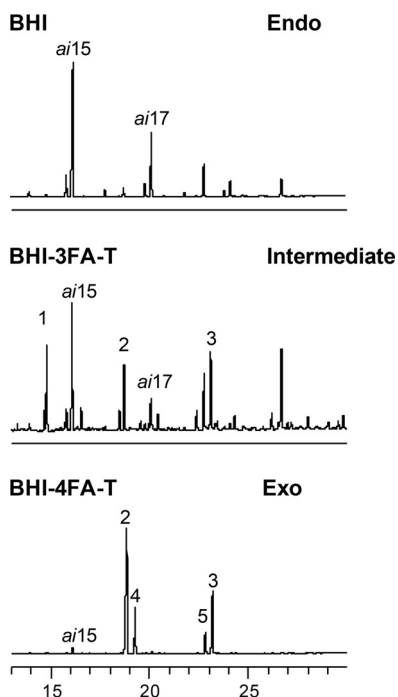 BHI Endo
ai15
ai17
BHI-3FA-T Intermediate
ai15
1
2
3
ai17
BHI-4FA-T Exo
2
4
3
5
ai15
15 20 25